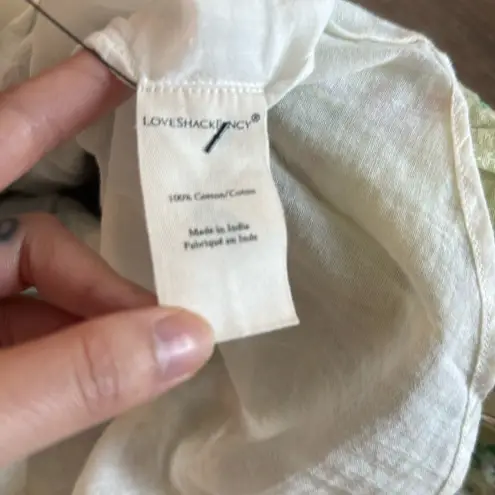 LOVESHACKFANCY®
100% Cotton/Coton
Made in India
Fabriqué en Inde